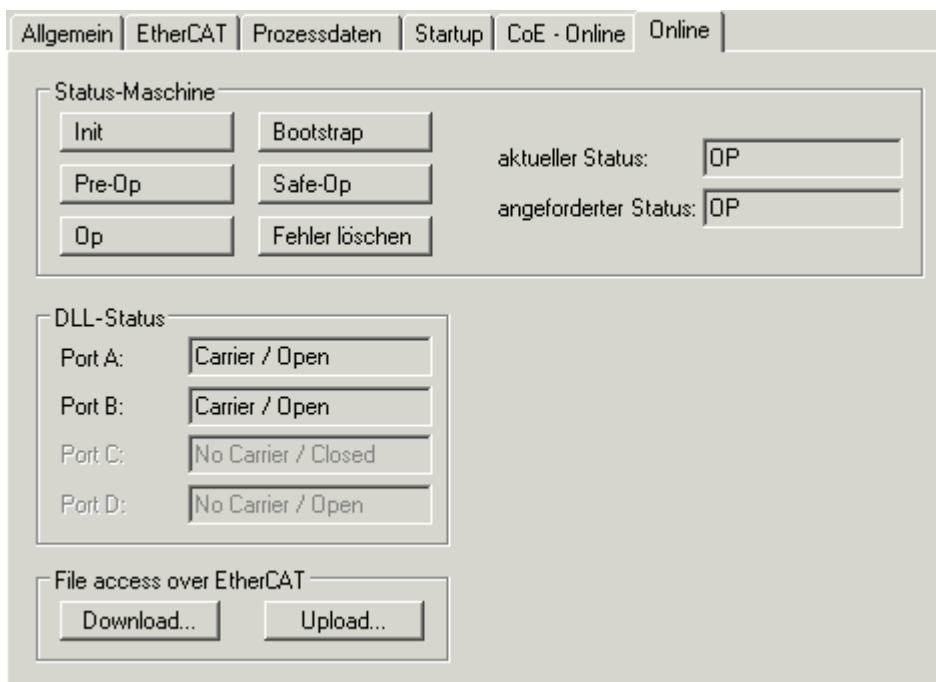 Allgemein EtherCAT Prozessdaten Startup CoE - Online Online
Status-Maschine
Init Bootstrap
aktueller Status: OP
Pre-Op Safe-Op
angeforderter Status: OP
Op Fehler löschen
DLL-Status
Port A: Carrier / Open
Port B: Carrier / Open
Port C: No Carrier / Closed
Port D: No Carrier / Open
File access over EtherCAT
Download... Upload...